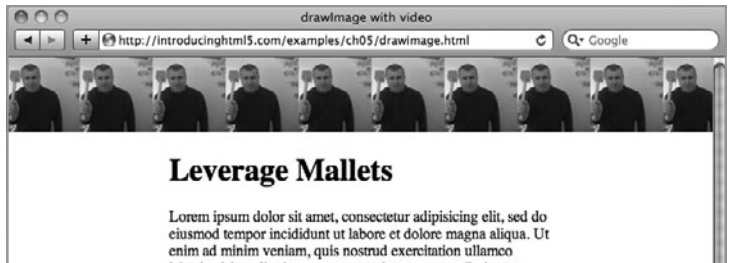 drawImage with video
http://introducinghtml5.com/examples/ch05/drawimage.html
Google
Leverage Mallets
Lorem ipsum dolor sit amet, consectetur adipisicing elit, sed do
eiusmod tempor incididunt ut labore et dolore magna aliqua. Ut
enim ad minim veniam, quis nostrud exercitation ullamco